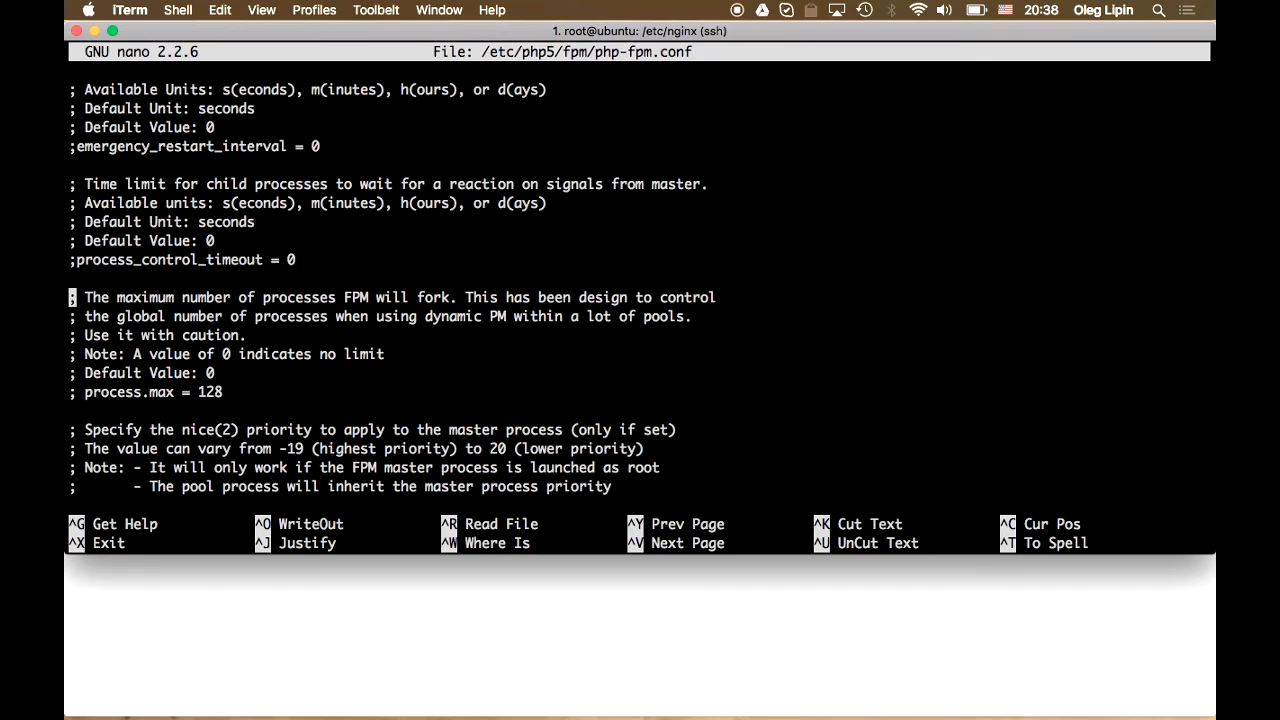 iTerm Shell Edit View Profiles Toolbelt Window Help 20:38 Oleg Lipin
1. root@ubuntu: /etc/nginx (ssh)
GNU nano 2.2.6 File: /etc/php5/fpm/php-fpm.conf
; Available Units: s(econds), m(inutes), h(ours), or d(ays)
; Default Unit: seconds
; Default Value: 0
;emergency_restart_interval = 0
; Time limit for child processes to wait for a reaction on signals from master.
; Available units: s(econds), m(inutes), h(ours), or d(ays)
; Default Unit: seconds
; Default Value: 0
;process_control_timeout = 0
; The maximum number of processes FPM will fork. This has been design to control
; the global number of processes when using dynamic PM within a lot of pools.
; Use it with caution.
; Note: A value of 0 indicates no limit
; Default Value: 0
; process.max = 128
; Specify the nice(2) priority to apply to the master process (only if set)
; The value can vary from -19 (highest priority) to 20 (lower priority)
; Note: - It will only work if the FPM master process is launched as root
;       - The pool process will inherit the master process priority
^G Get Help ^O WriteOut ^R Read File ^Y Prev Page ^K Cut Text ^C Cur Pos
^X Exit ^J Justify ^W Where Is ^V Next Page ^U UnCut Text ^T To Spell